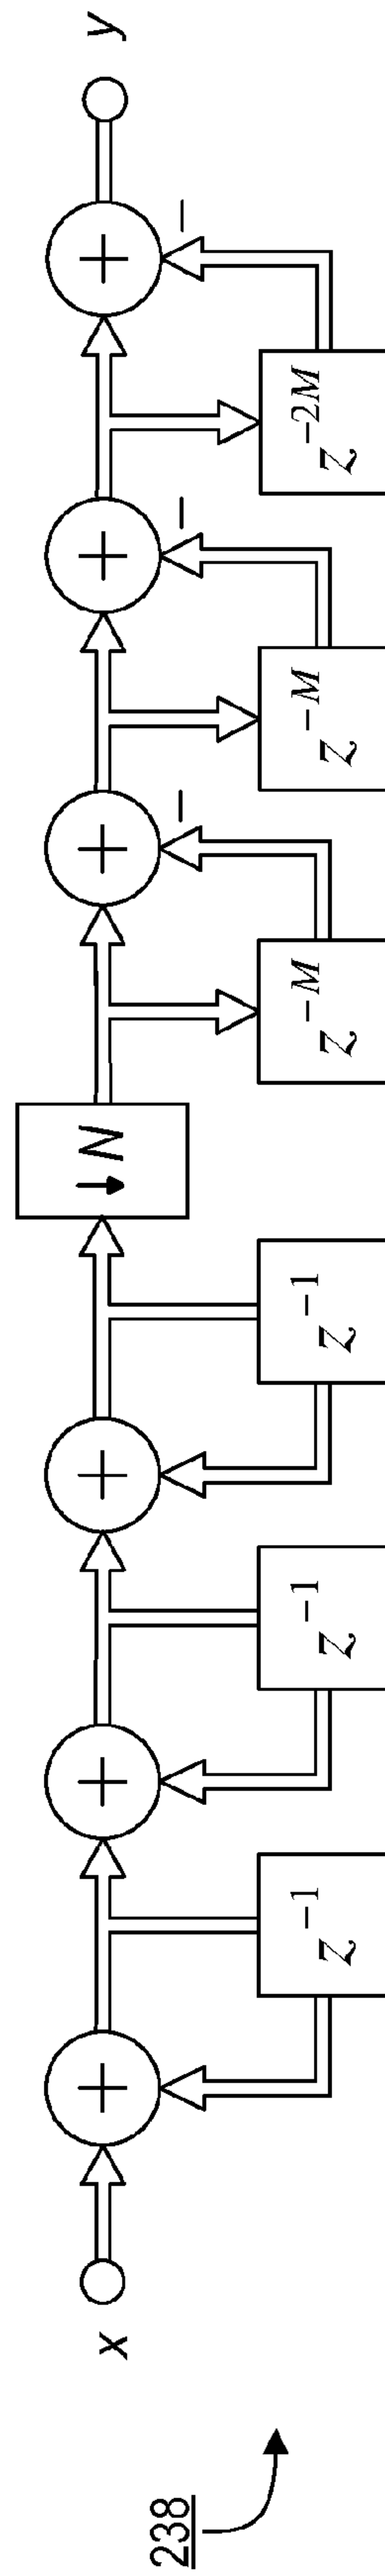 238
x
+
z^{-1}
+
z^{-1}
+
z^{-1}
↓ N
z^{-M}
+
−
z^{-M}
+
−
z^{-2M}
+
−
y